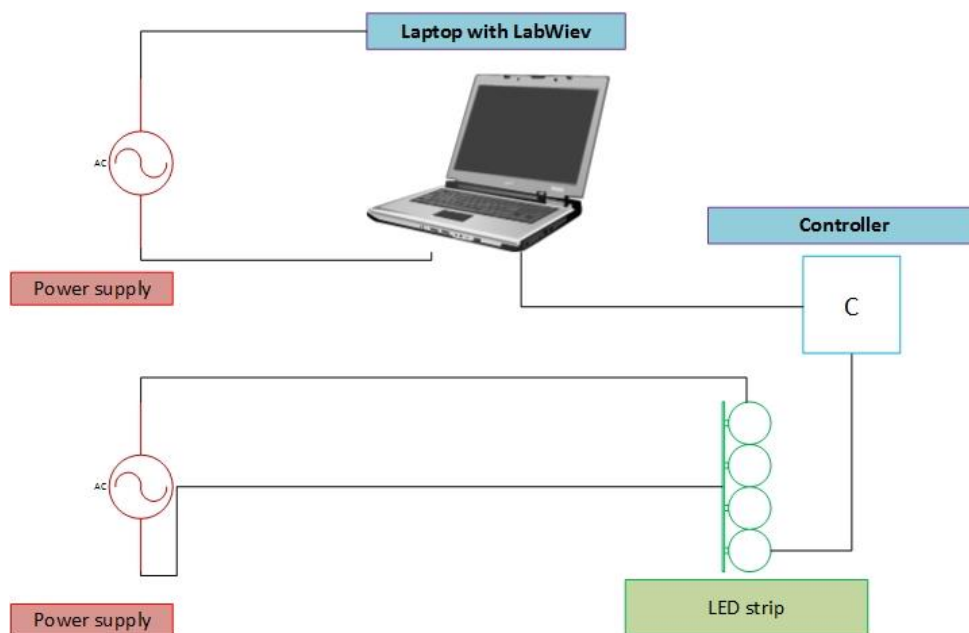 Laptop with LabWiev
AC
Controller
Power supply
C
AC
LED strip
Power supply